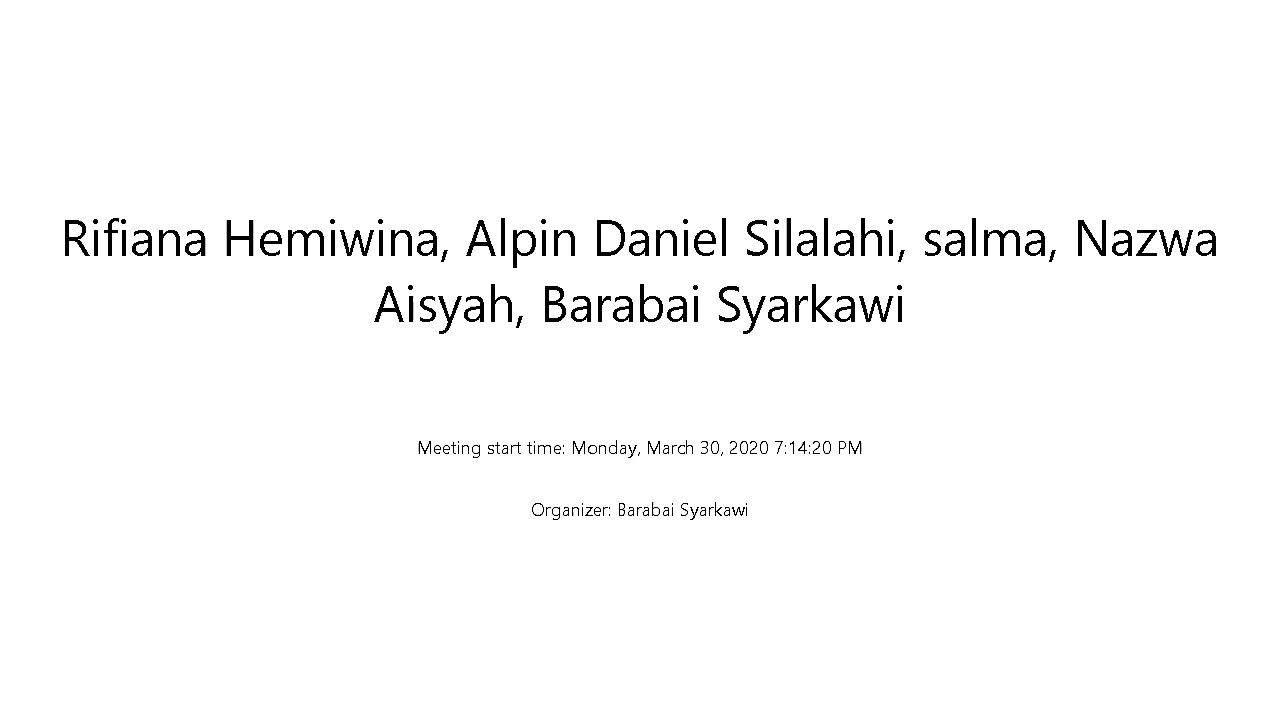 Rifiana Hemiwina, Alpin Daniel Silalahi, salma, Nazwa
Aisyah, Barabai Syarkawi
Meeting start time: Monday, March 30, 2020 7:14:20 PM
Organizer: Barabai Syarkawi